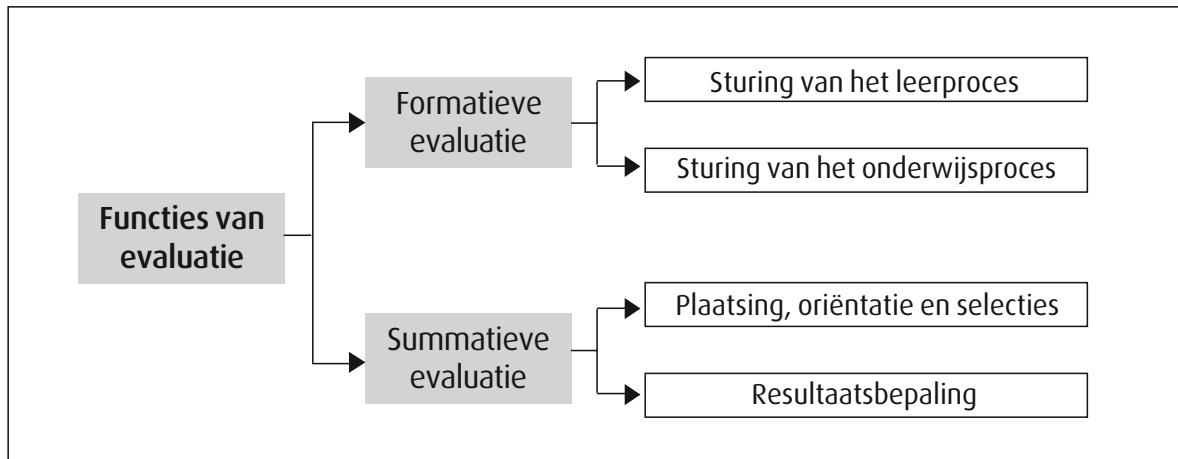 Functies van
evaluatie
Formatieve
evaluatie
Sturing van het leerproces
Sturing van het onderwijsproces
Summatieve
evaluatie
Plaatsing, oriëntatie en selecties
Resultaatsbepaling